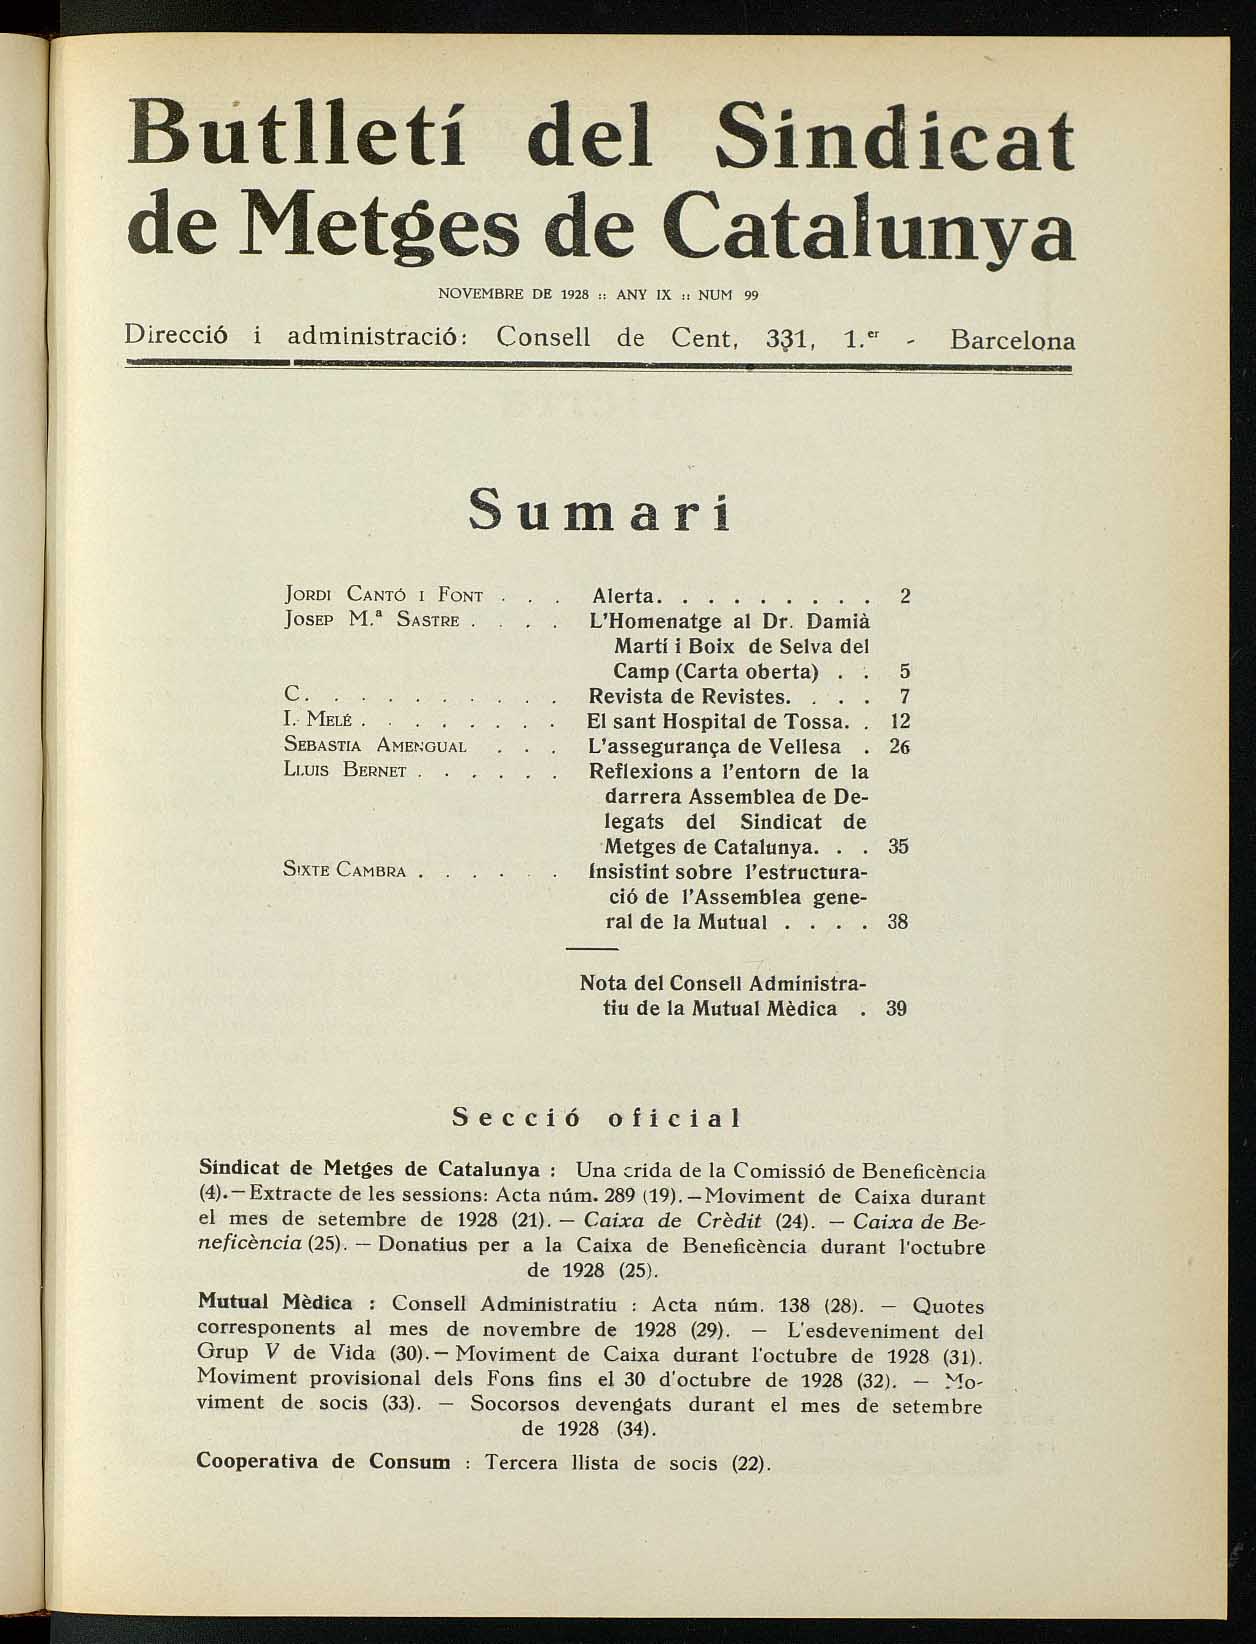 Butlletí del Sindicat
de Metges de Catalunya
NOVEMBRE DE 1928 :: ANY IX :: NUM 99
Direcció i administració: Consell de Cent, 331, 1.er - Barcelona
Sumari
JORDI CANTÓ I FONT . . . Alerta. . . . . . . . . 2
JOSEP M.ª SASTRE . . . . L'Homenatge al Dr. Damià
Martí i Boix de Selva del
Camp (Carta oberta) . . 5
C. . . . . . . . . . . Revista de Revistes. . . . 7
I. MELÉ . . . . . . . . El sant Hospital de Tossa. . 12
SEBASTIA AMENGUAL . . . L'assegurança de Vellesa . 26
LLUIS BERNET . . . . . . Reflexions a l'entorn de la
darrera Assemblea de De-
legats del Sindicat de
Metges de Catalunya. . . 35
SIXTE CAMBRA . . . . . . Insistint sobre l'estructura-
ció de l'Assemblea gene-
ral de la Mutual . . . . 38
Nota del Consell Administra-
tiu de la Mutual Mèdica . 39
Secció oficial
Sindicat de Metges de Catalunya : Una crida de la Comissió de Beneficència
(4).—Extracte de les sessions: Acta núm. 289 (19).—Moviment de Caixa durant
el mes de setembre de 1928 (21). — Caixa de Crèdit (24). — Caixa de Be-
neficència (25). — Donatius per a la Caixa de Beneficència durant l'octubre
de 1928 (25).
Mutual Mèdica : Consell Administratiu : Acta núm. 138 (28). — Quotes
corresponents al mes de novembre de 1928 (29). — L'esdeveniment del
Grup V de Vida (30).—Moviment de Caixa durant l'octubre de 1928 (31).
Moviment provisional dels Fons fins el 30 d'octubre de 1928 (32). — Mo-
viment de socis (33). — Socorsos devengats durant el mes de setembre
de 1928 (34).
Cooperativa de Consum : Tercera llista de socis (22).